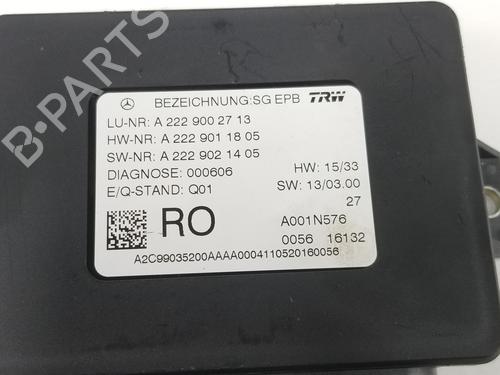 BEZEICHNUNG:SG EPB TRW
LU-NR: A 222 900 27 13
HW-NR: A 222 901 18 05
SW-NR: A 222 902 14 05
DIAGNOSE: 000606 HW: 15/33
E/Q-STAND: Q01 SW: 13/03.00
27
RO A001N576
0056 16132
A2C99035200AAAA0004110520160056
B-PARTS